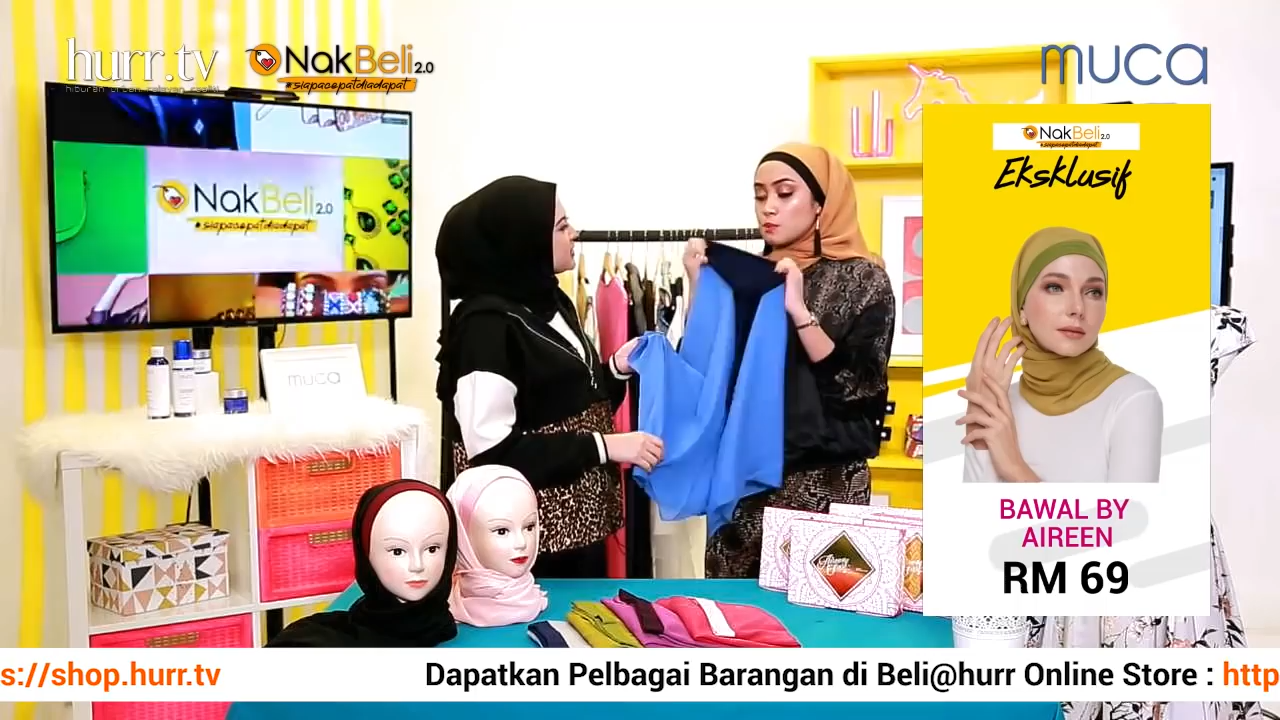 hurr.tv
NakBeli 2.0
#siapacepatdiadapat
muca
NakBeli 2.0
#siapacepatdiadapat
Eksklusif
NakBeli 2.0
#siapacepatdiadapat
muca
BAWAL BY
AIREEN
RM 69
s://shop.hurr.tv
Dapatkan Pelbagai Barangan di Beli@hurr Online Store : http